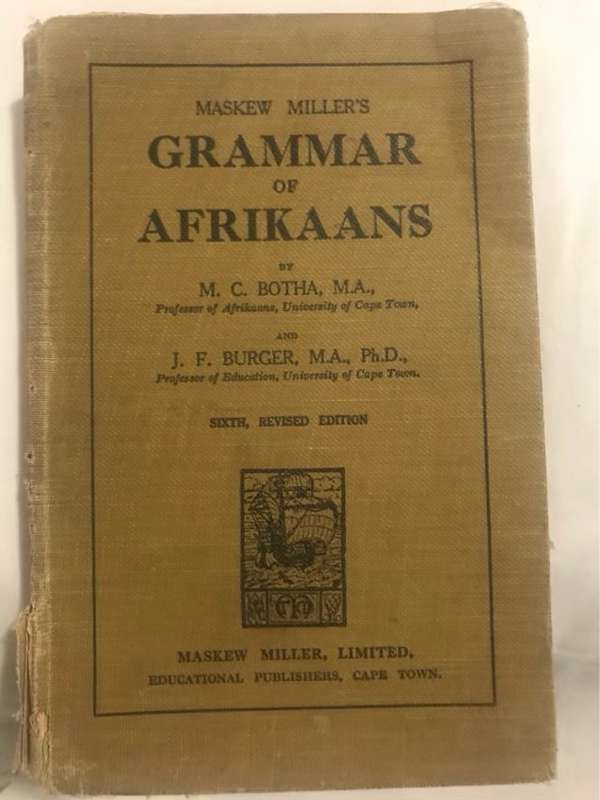 MASKEW MILLER'S
GRAMMAR
OF
AFRIKAANS
BY
M. C. BOTHA, M.A.,
Professor of Afrikaans, University of Cape Town,
AND
J. F. BURGER, M.A., Ph.D.,
Professor of Education, University of Cape Town.
SIXTH, REVISED EDITION
MASKEW MILLER, LIMITED,
EDUCATIONAL PUBLISHERS, CAPE TOWN.